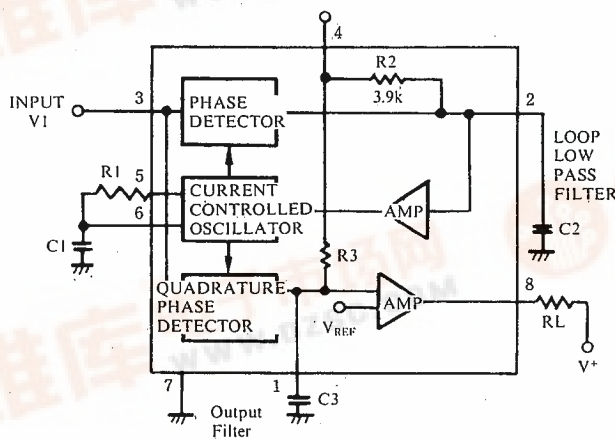 4
R2
3.9k
INPUT
V1
3
PHASE
DETECTOR
2
LOOP
LOW
PASS
FILTER
R1
5
6
CURRENT
CONTROLLED
OSCILLATOR
AMP
C1
C2
R3
QUADRATURE
PHASE
DETECTOR
AMP
VREF
8
RL
V+
7
1
C3
Output
Filter